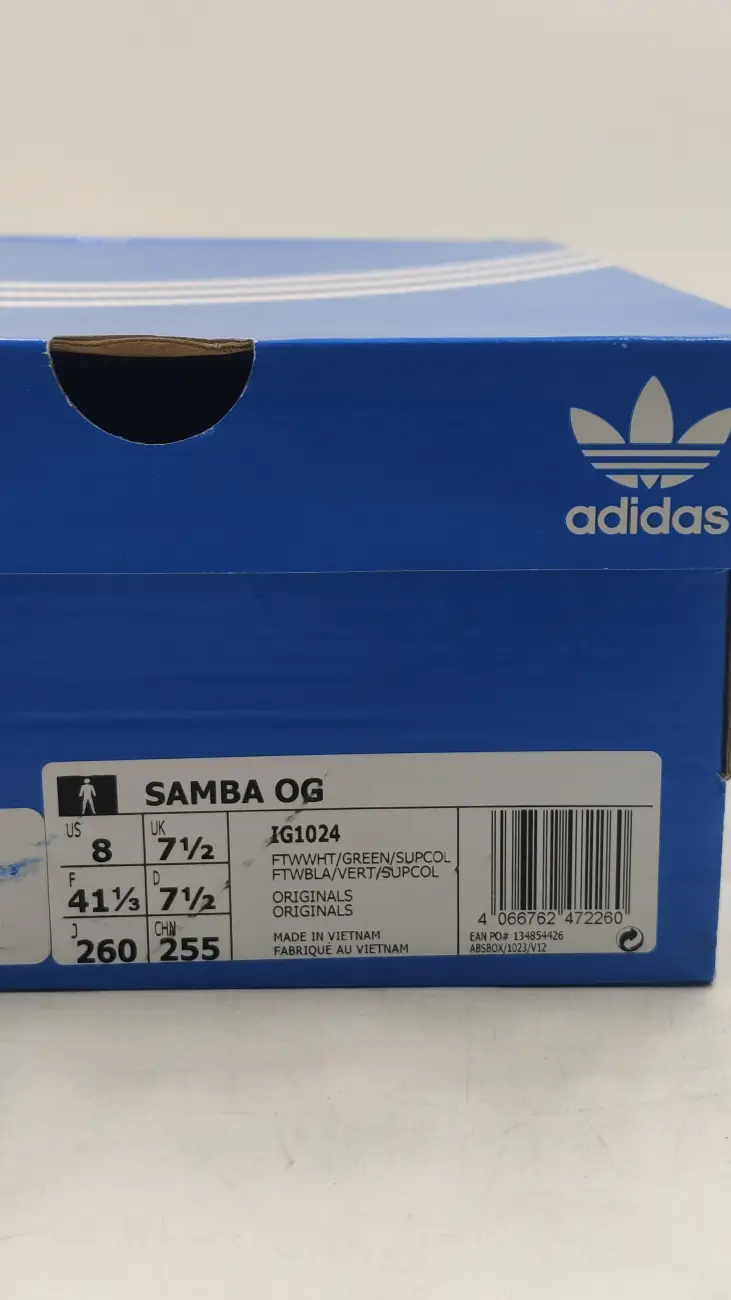 adidas
SAMBA OG
US 8
UK 7½
F 41⅓
D 7½
J 260
CHN 255
IG1024
FTWWHT/GREEN/SUPCOL
FTWBLA/VERT/SUPCOL
ORIGINALS
ORIGINALS
MADE IN VIETNAM
FABRIQUÉ AU VIETNAM
4 066762 472260
EAN PO# 134854426
ABSBOX/1023/V12